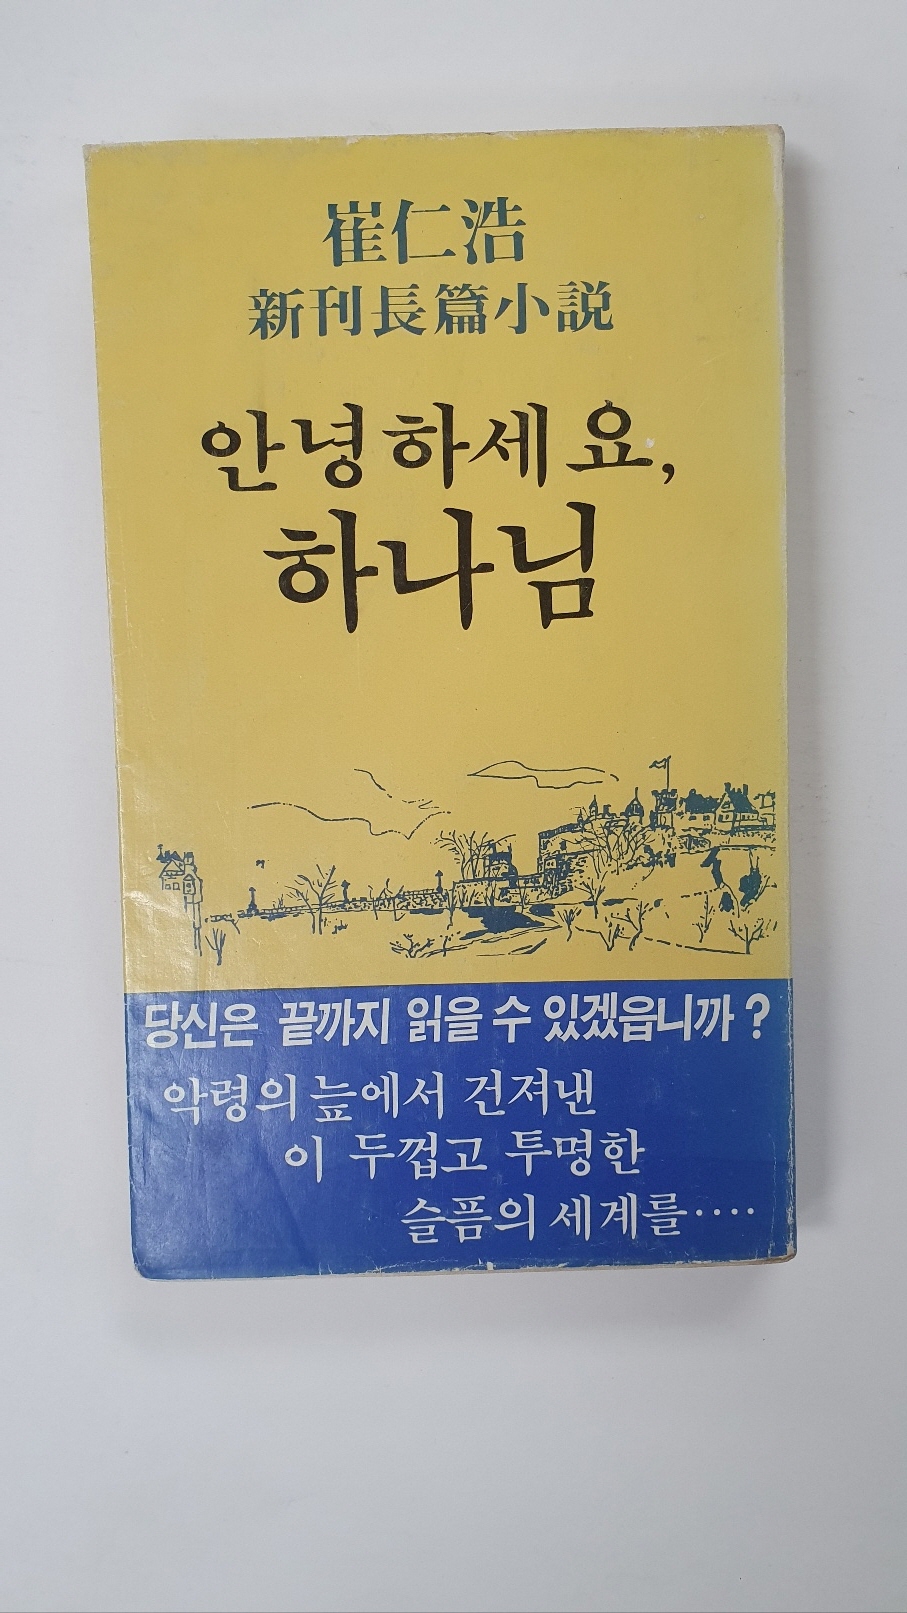 崔仁浩
新刊長篇小説
안녕하세요,
하나님
당신은 끝까지 읽을 수 있겠읍니까?
악령의 늪에서 건져낸
이 두껍고 투명한
슬픔의 세계를····